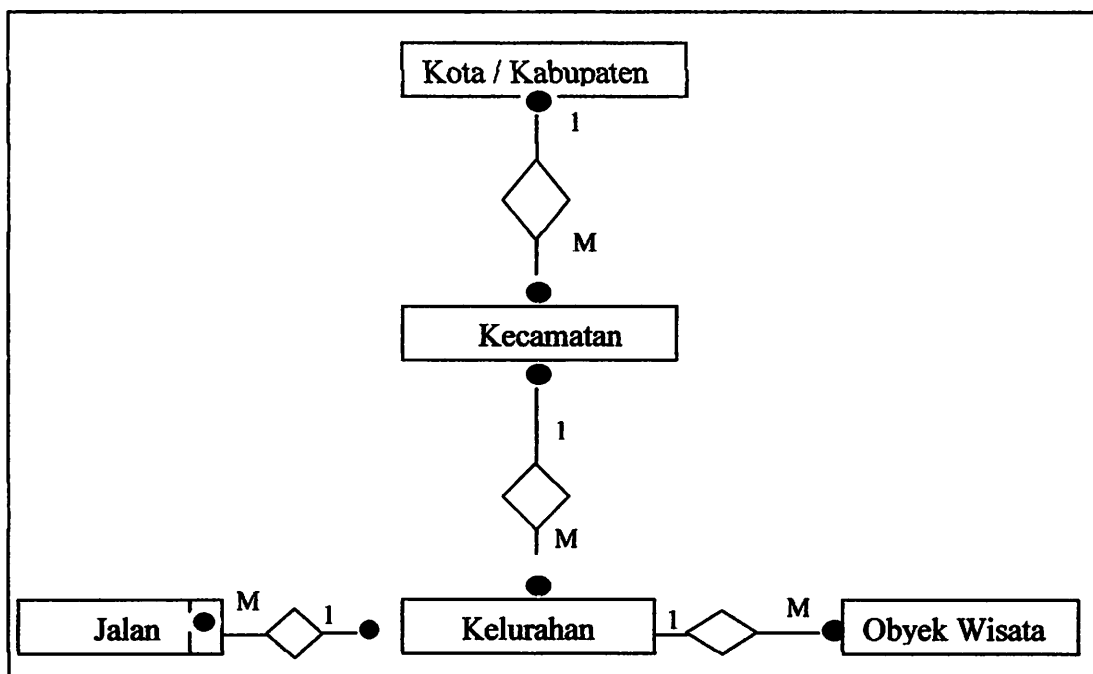 Kota / Kabupaten
1
M
Kecamatan
1
M
Jalan
M
1
Kelurahan
1
M
Obyek Wisata